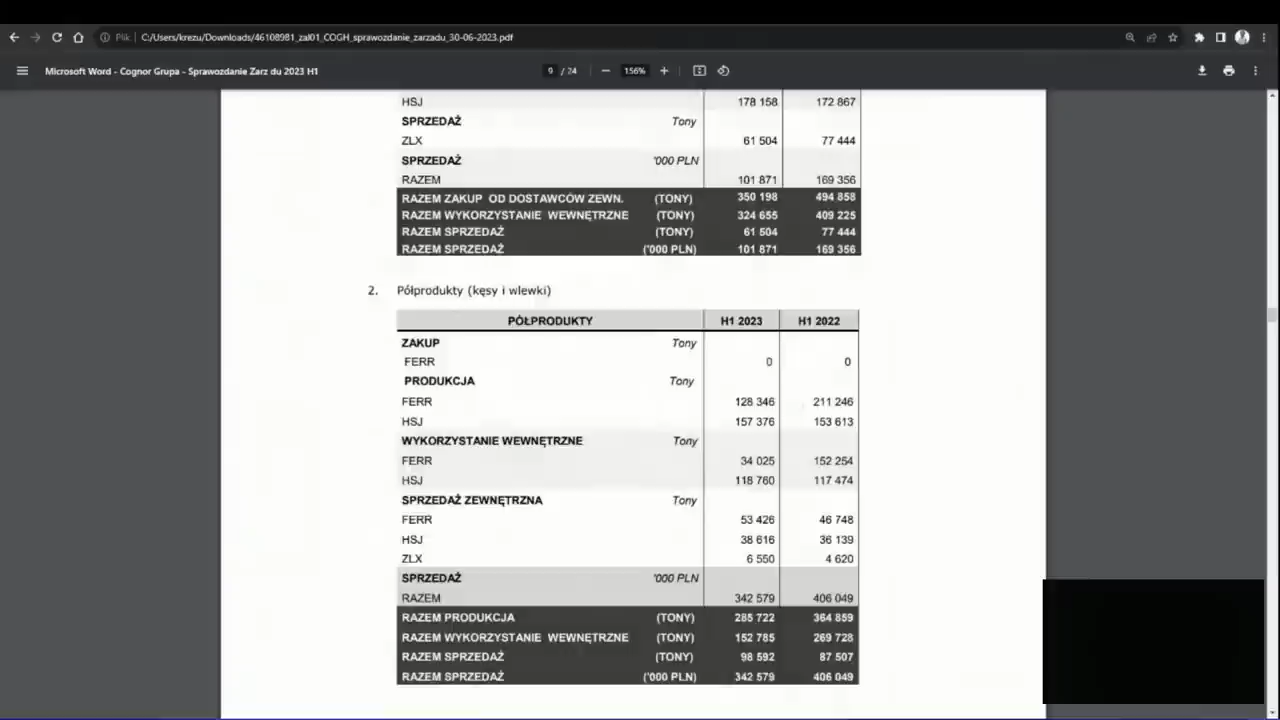 Plik C:/Users/krezu/Downloads/46108981_zal01_COGH_sprawozdanie_zarzadu_30-06-2023.pdf
Microsoft Word - Cognor Grupa - Sprawozdanie Zarz du 2023 H1 9 / 24 156%
HSJ 178 158 172 867
SPRZEDAŻ Tony
ZLX 61 504 77 444
SPRZEDAŻ '000 PLN
RAZEM 101 871 169 356
RAZEM ZAKUP OD DOSTAWCÓW ZEWN. (TONY) 350 198 494 858
RAZEM WYKORZYSTANIE WEWNĘTRZNE (TONY) 324 655 409 225
RAZEM SPRZEDAŻ (TONY) 61 504 77 444
RAZEM SPRZEDAŻ ('000 PLN) 101 871 169 356
2. Półprodukty (kęsy i wlewki)
PÓŁPRODUKTY H1 2023 H1 2022
ZAKUP Tony
FERR 0 0
PRODUKCJA Tony
FERR 128 346 211 246
HSJ 157 376 153 613
WYKORZYSTANIE WEWNĘTRZNE Tony
FERR 34 025 152 254
HSJ 118 760 117 474
SPRZEDAŻ ZEWNĘTRZNA Tony
FERR 53 426 46 748
HSJ 38 616 36 139
ZLX 6 550 4 620
SPRZEDAŻ '000 PLN
RAZEM 342 579 406 049
RAZEM PRODUKCJA (TONY) 285 722 364 859
RAZEM WYKORZYSTANIE WEWNĘTRZNE (TONY) 152 785 269 728
RAZEM SPRZEDAŻ (TONY) 98 592 87 507
RAZEM SPRZEDAŻ ('000 PLN) 342 579 406 049